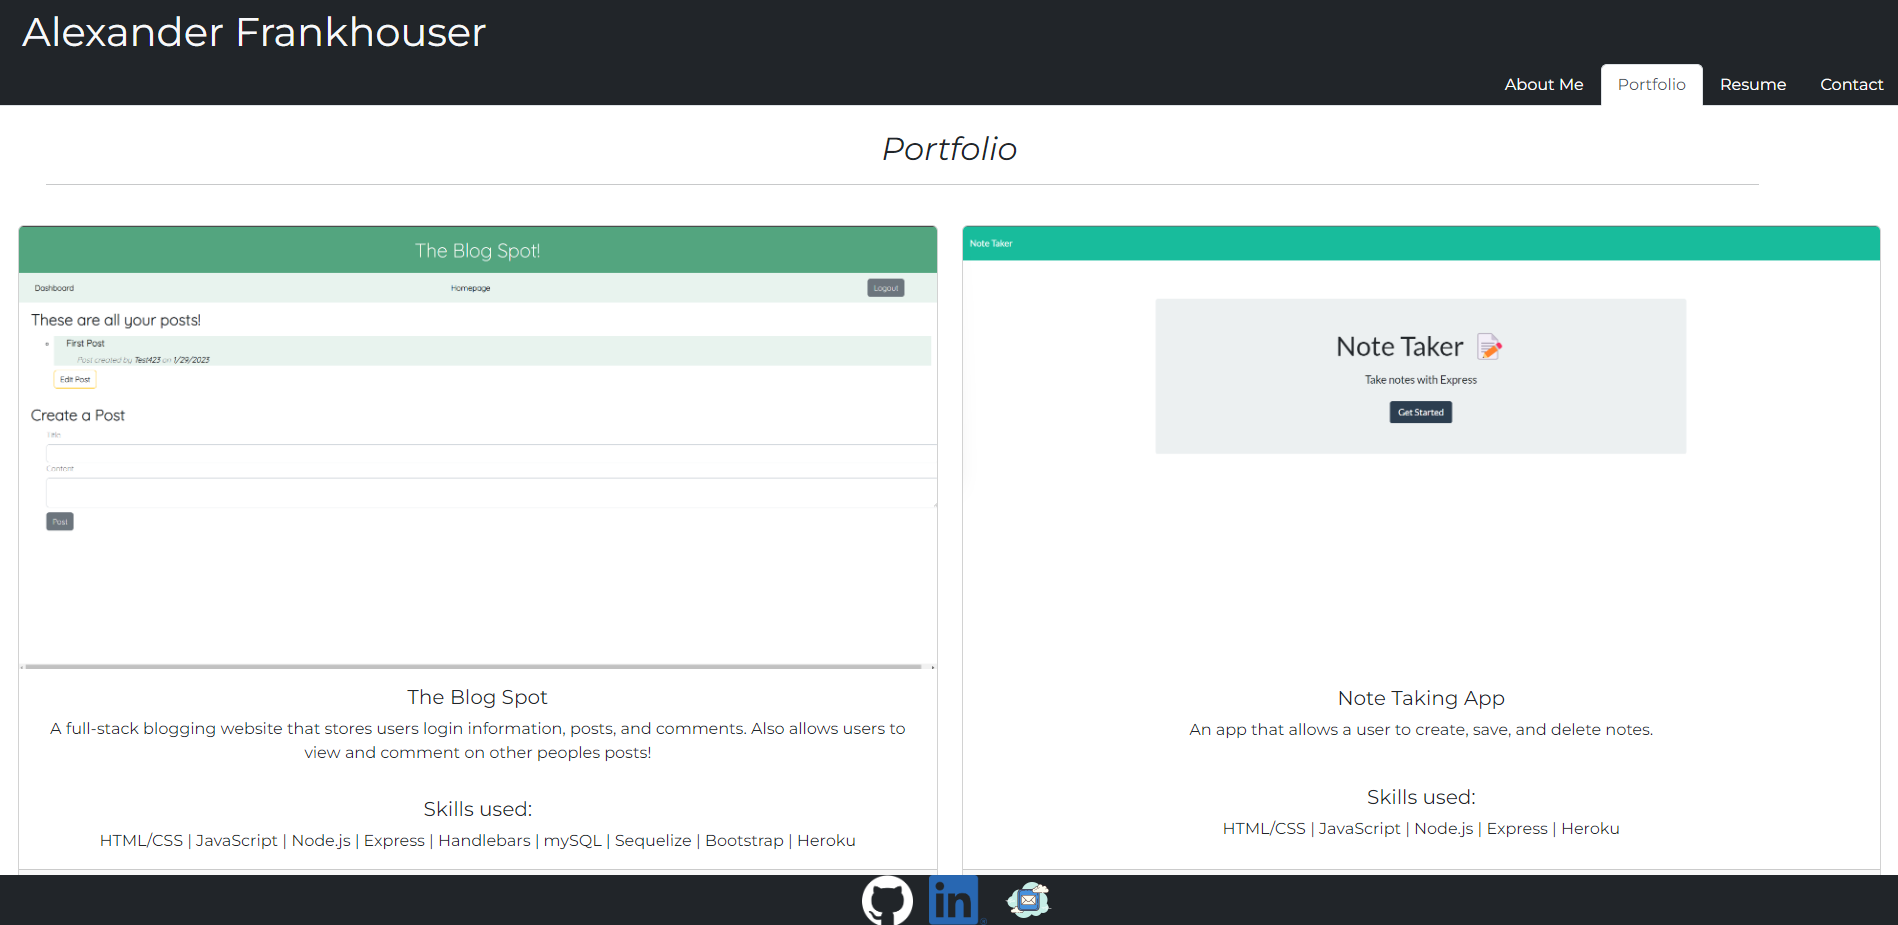 Alexander Frankhouser
About Me Portfolio Resume Contact
Portfolio
The Blog Spot!
Dashboard Homepage Logout
These are all your posts!
First Post
Post created by Test423 on 1/29/2023
Edit Post
Create a Post
Title
Content
Post
The Blog Spot
A full-stack blogging website that stores users login information, posts, and comments. Also allows users to
view and comment on other peoples posts!
Skills used:
HTML/CSS | JavaScript | Node.js | Express | Handlebars | mySQL | Sequelize | Bootstrap | Heroku
Note Taker
Note Taker
Take notes with Express
Get Started
Note Taking App
An app that allows a user to create, save, and delete notes.
Skills used:
HTML/CSS | JavaScript | Node.js | Express | Heroku
in